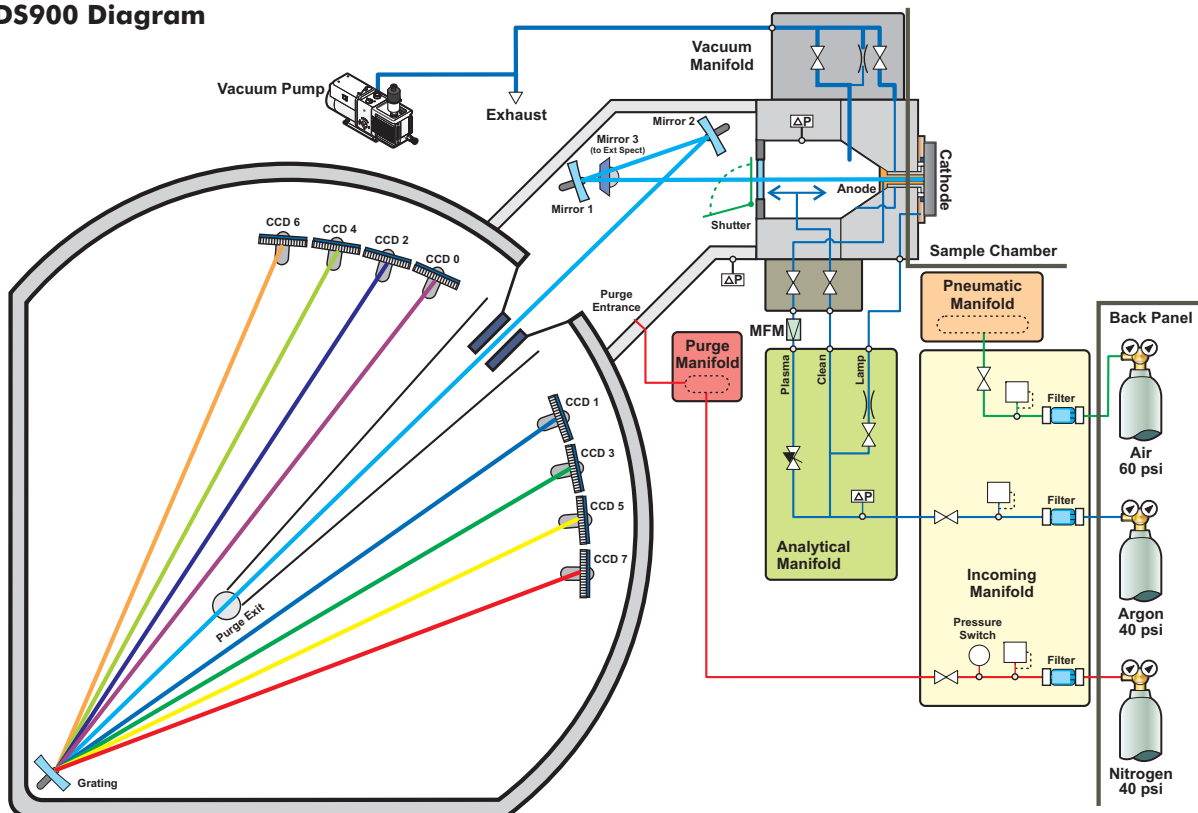 DS900 Diagram
Vacuum Pump
Exhaust
Vacuum
Manifold
Mirror 2
Mirror 3
(to Ext Spect)
Mirror 1
ΔP
Anode
Cathode
Shutter
Sample Chamber
ΔP
CCD 6
CCD 4
CCD 2
CCD 0
Purge
Entrance
MFM
Purge
Manifold
Pneumatic
Manifold
Back Panel
Plasma
Clean
Lamp
Filter
Air
60 psi
CCD 1
CCD 3
CCD 5
CCD 7
ΔP
Filter
Analytical
Manifold
Argon
40 psi
Incoming
Manifold
Pressure
Switch
Filter
Purge Exit
Nitrogen
40 psi
Grating